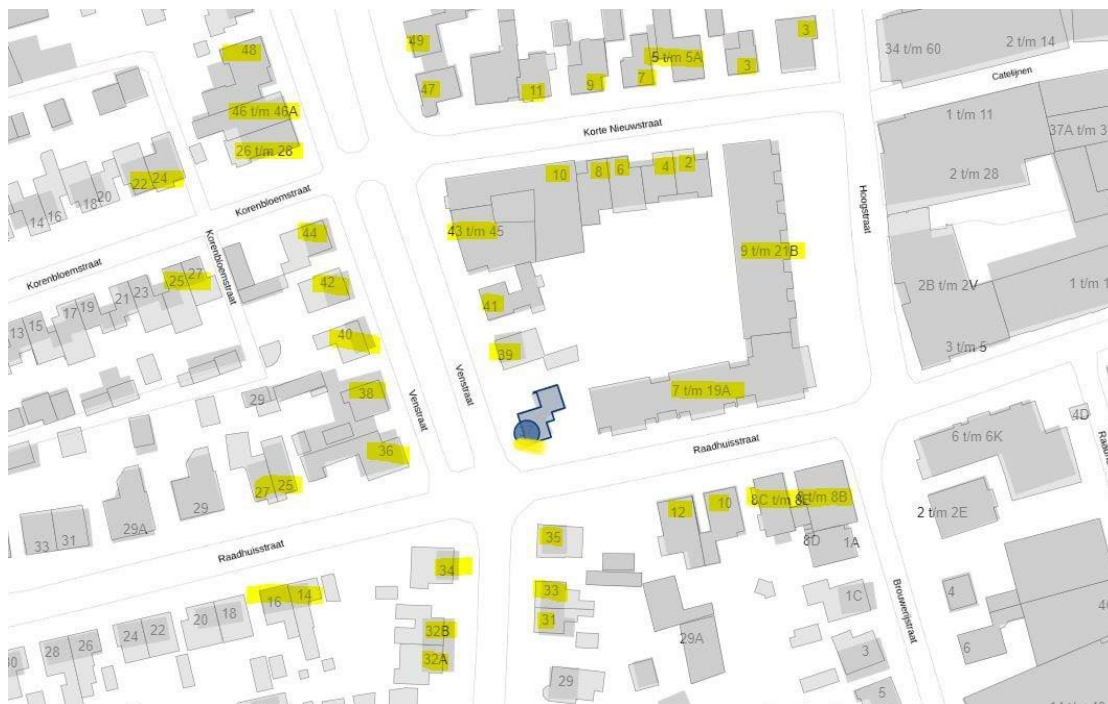 48
49
3
34 t/m 60
2 t/m 14
5 t/m 5A
3
47
11
9
7
Catelijnen
46 t/m 46A
1 t/m 11
26 t/m 28
Korte Nieuwstraat
37A t/m 3
22 24
10
8
6
4
2
2 t/m 28
18 20
14 16
Korenbloemstraat
Hoogstraat
44
43 t/m 45
Korenbloemstraat
Korenbloemstraat
9 t/m 21B
25 27
42
2B t/m 2V
1 t/m 1
21 23
17 19
13 15
41
40
39
3 t/m 5
Venstraat
Venstraat
38
29
7 t/m 19A
4D
Raadhuisstraat
6 t/m 6K
36
27 25
29
8C t/m 8E
8 t/m 8B
12
10
2 t/m 2E
29A
33 31
35
8D
1A
Raadhuisstraat
34
33
Brouwerijstraat
4
16 14
1C
20 18
31
32B
29A
24 22
28 26
30
32A
3
6
29
5